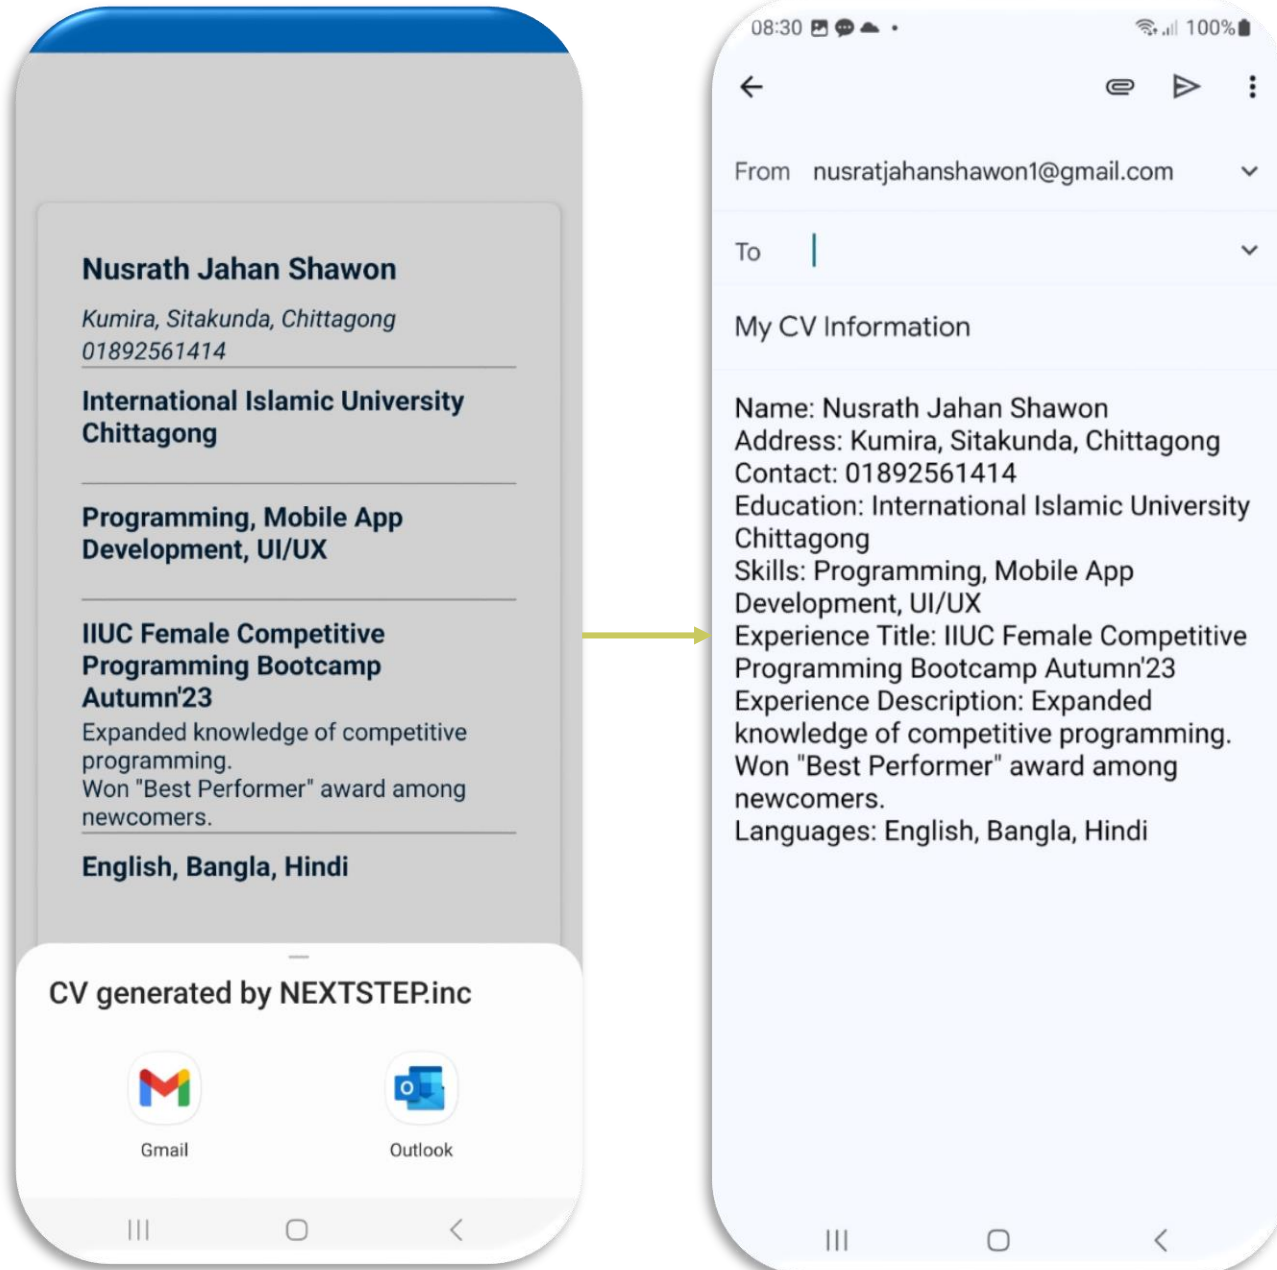 Nusrath Jahan Shawon
Kumira, Sitakunda, Chittagong
01892561414
International Islamic University
Chittagong
Programming, Mobile App
Development, UI/UX
IIUC Female Competitive
Programming Bootcamp
Autumn'23
Expanded knowledge of competitive
programming.
Won "Best Performer" award among
newcomers.
English, Bangla, Hindi
CV generated by NEXTSTEP.inc
Gmail
Outlook
08:30
100%
From nusratjahanshawon1@gmail.com
To
My CV Information
Name: Nusrath Jahan Shawon
Address: Kumira, Sitakunda, Chittagong
Contact: 01892561414
Education: International Islamic University
Chittagong
Skills: Programming, Mobile App
Development, UI/UX
Experience Title: IIUC Female Competitive
Programming Bootcamp Autumn'23
Experience Description: Expanded
knowledge of competitive programming.
Won "Best Performer" award among
newcomers.
Languages: English, Bangla, Hindi